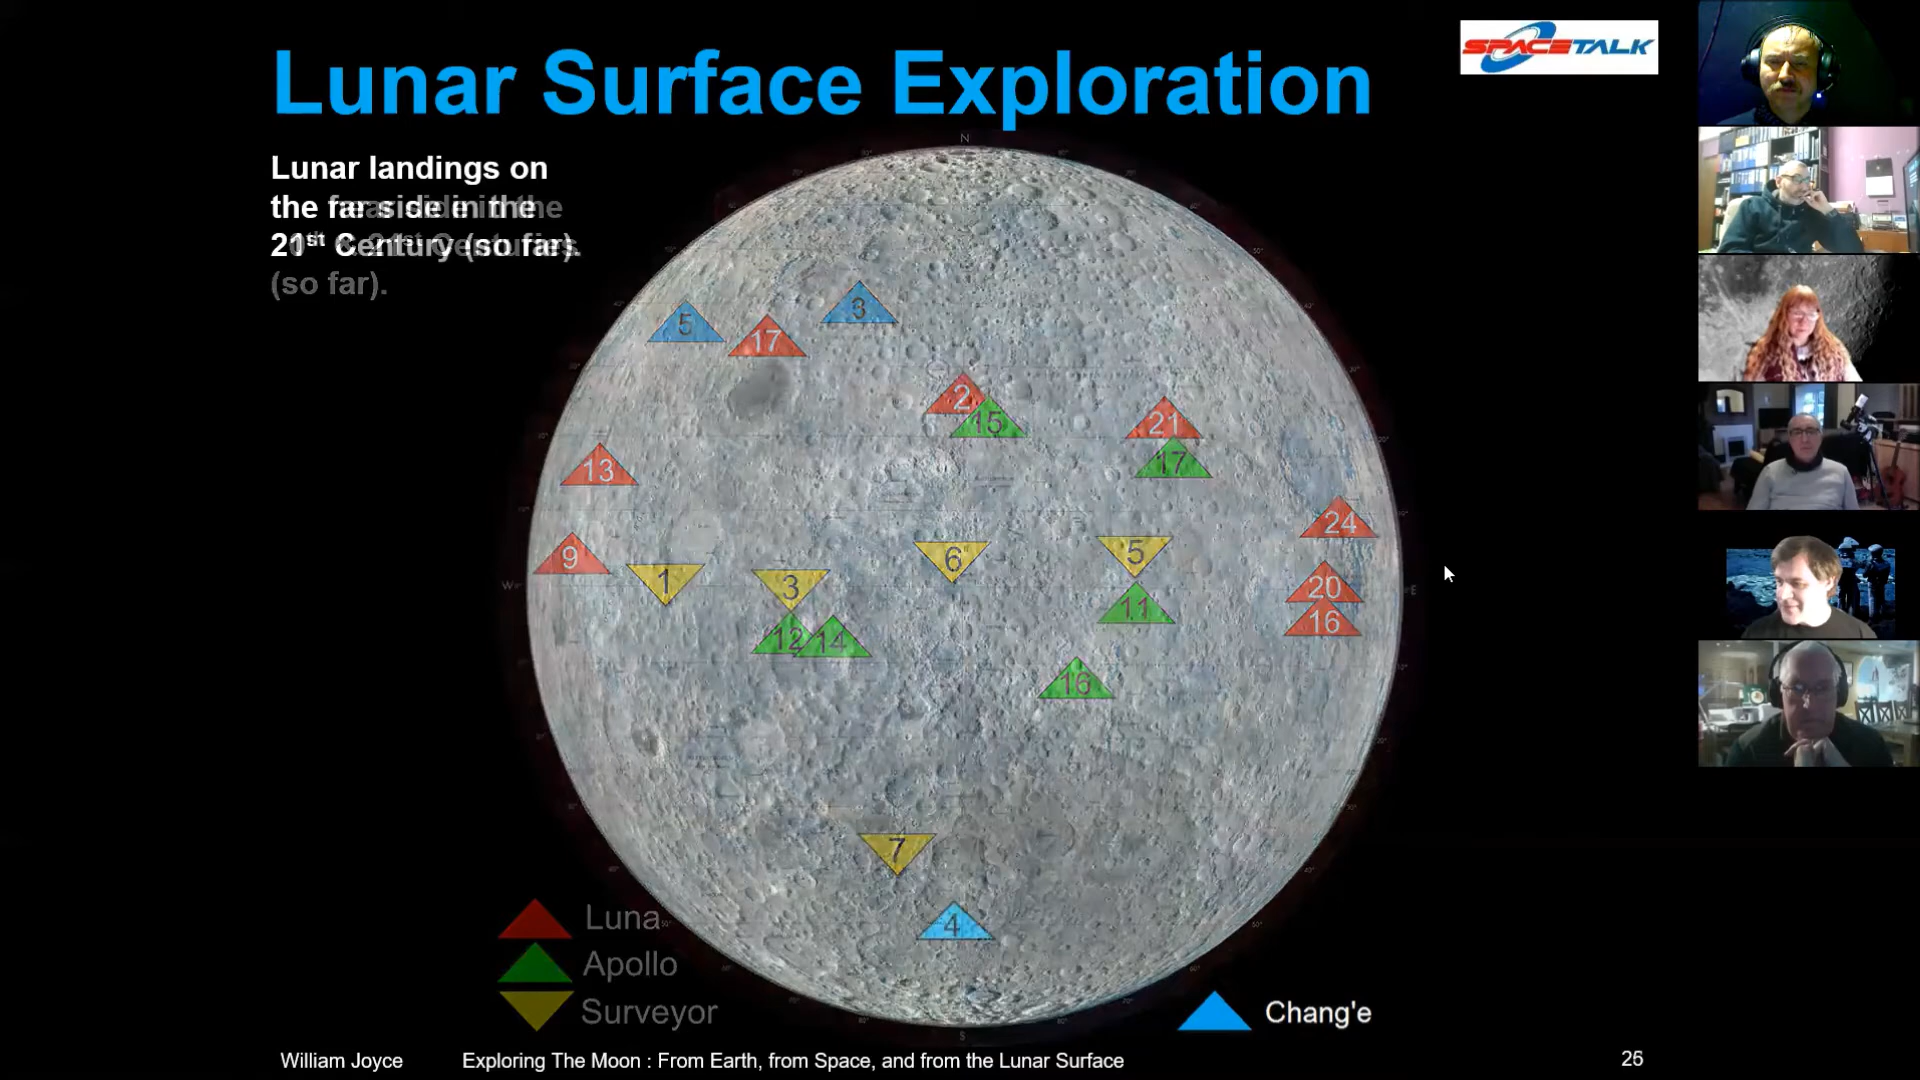 Lunar Surface Exploration
SPACETALK
Lunar landings on
the far side in the
21st Century (so far).
(so far).
N
3
5
17
2
15
21
17
13
24
6
5
9
1
3
20
11
16
12
14
16
7
4
Luna
Apollo
Surveyor
Chang'e
S
William Joyce
Exploring The Moon : From Earth, from Space, and from the Lunar Surface
26